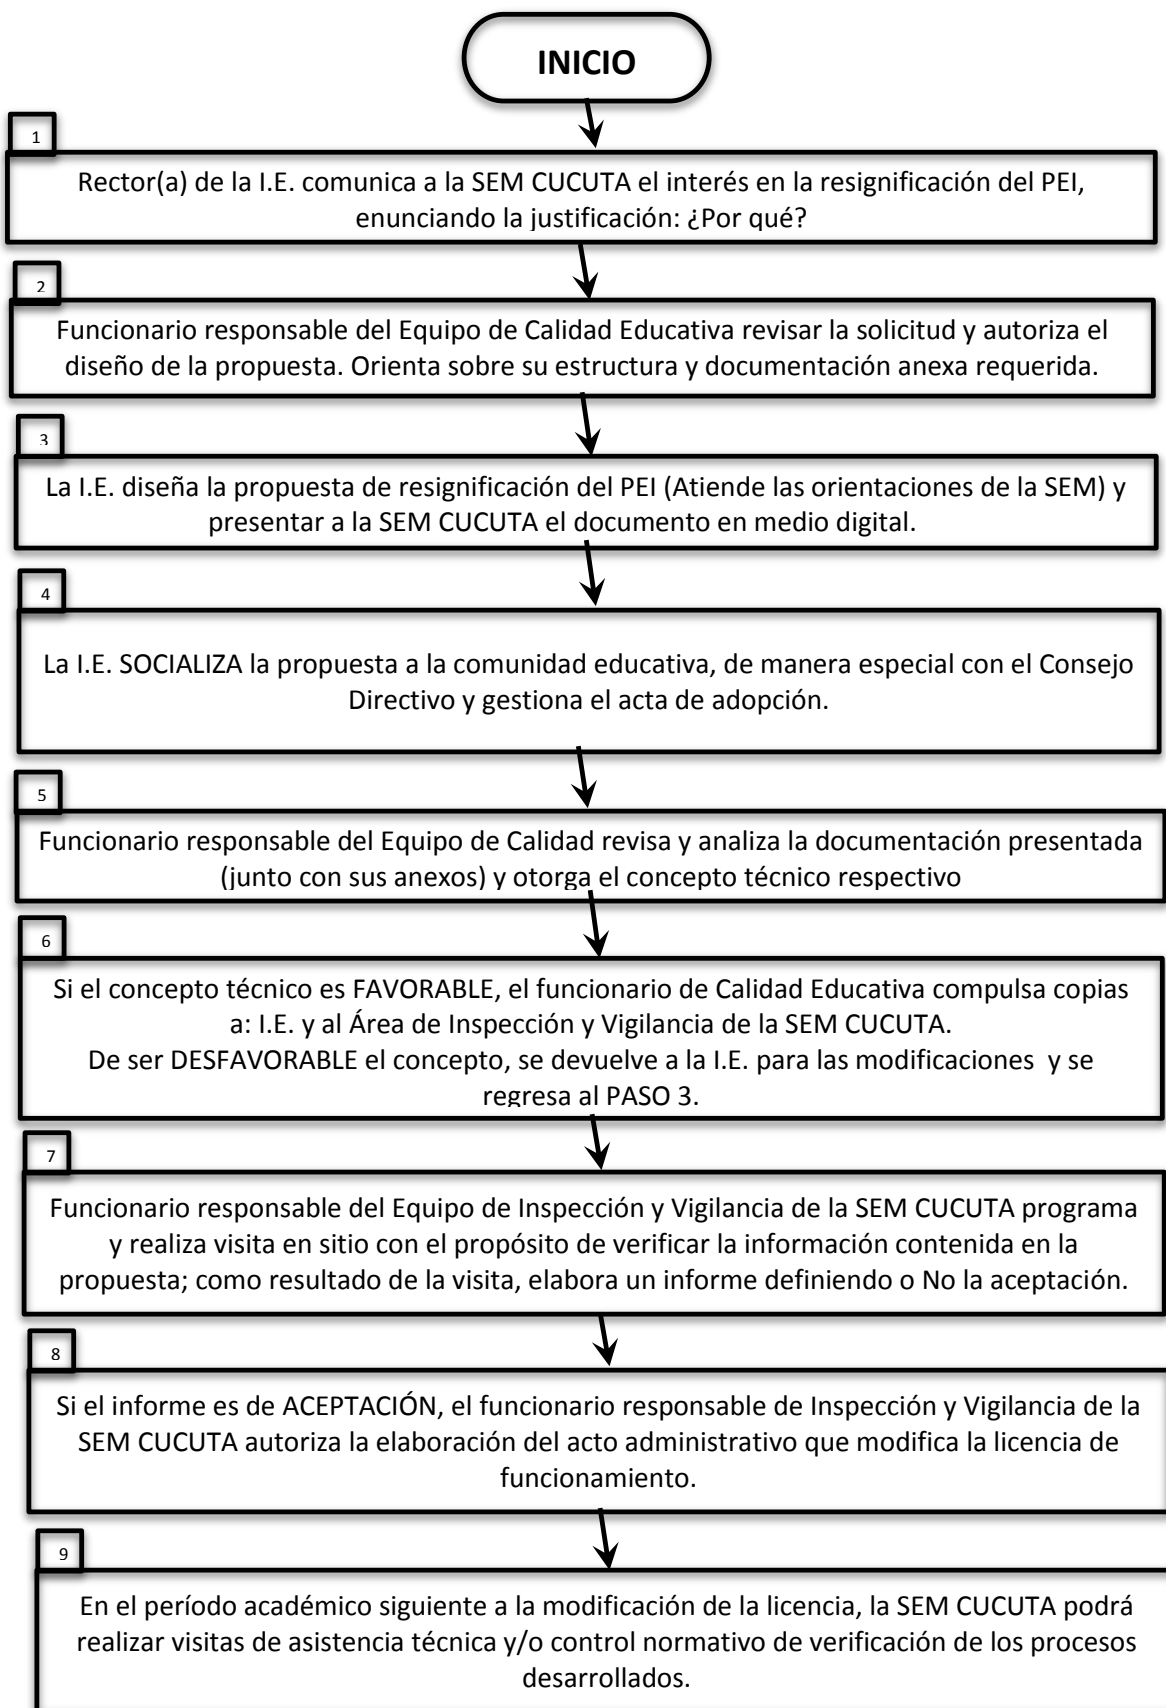 INICIO
1
Rector(a) de la I.E. comunica a la SEM CUCUTA el interés en la resignificación del PEI,
enunciando la justificación: ¿Por qué?
2
Funcionario responsable del Equipo de Calidad Educativa revisar la solicitud y autoriza el
diseño de la propuesta. Orienta sobre su estructura y documentación anexa requerida.
3
La I.E. diseña la propuesta de resignificación del PEI (Atiende las orientaciones de la SEM) y
presentar a la SEM CUCUTA el documento en medio digital.
4
La I.E. SOCIALIZA la propuesta a la comunidad educativa, de manera especial con el Consejo
Directivo y gestiona el acta de adopción.
5
Funcionario responsable del Equipo de Calidad revisa y analiza la documentación presentada
(junto con sus anexos) y otorga el concepto técnico respectivo
6
Si el concepto técnico es FAVORABLE, el funcionario de Calidad Educativa compulsa copias
a: I.E. y al Área de Inspección y Vigilancia de la SEM CUCUTA.
De ser DESFAVORABLE el concepto, se devuelve a la I.E. para las modificaciones y se
regresa al PASO 3.
7
Funcionario responsable del Equipo de Inspección y Vigilancia de la SEM CUCUTA programa
y realiza visita en sitio con el propósito de verificar la información contenida en la
propuesta; como resultado de la visita, elabora un informe definiendo o No la aceptación.
8
Si el informe es de ACEPTACIÓN, el funcionario responsable de Inspección y Vigilancia de la
SEM CUCUTA autoriza la elaboración del acto administrativo que modifica la licencia de
funcionamiento.
9
En el período académico siguiente a la modificación de la licencia, la SEM CUCUTA podrá
realizar visitas de asistencia técnica y/o control normativo de verificación de los procesos
desarrollados.